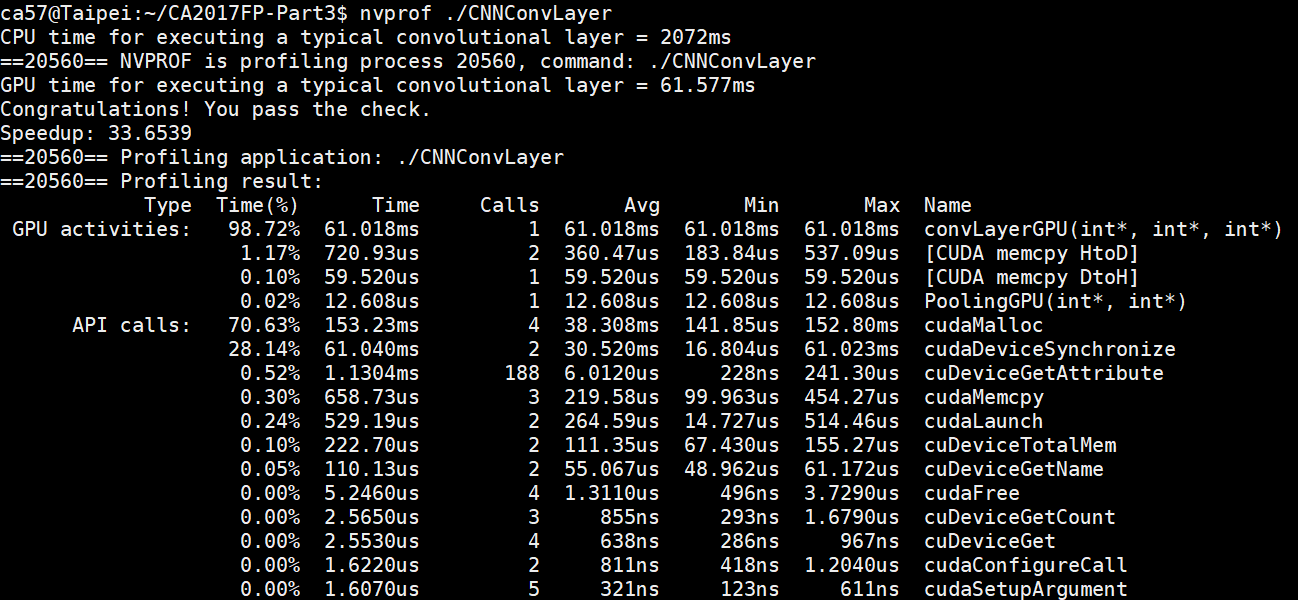 ca57@Taipei:~/CA2017FP-Part3$ nvprof ./CNNConvLayer
CPU time for executing a typical convolutional layer = 2072ms
==20560== NVPROF is profiling process 20560, command: ./CNNConvLayer
GPU time for executing a typical convolutional layer = 61.577ms
Congratulations! You pass the check.
Speedup: 33.6539
==20560== Profiling application: ./CNNConvLayer
==20560== Profiling result:
            Type  Time(%)      Time     Calls       Avg       Min       Max  Name
 GPU activities:   98.72%  61.018ms         1  61.018ms  61.018ms  61.018ms  convLayerGPU(int*, int*, int*)
                    1.17%  720.93us         2  360.47us  183.84us  537.09us  [CUDA memcpy HtoD]
                    0.10%  59.520us         1  59.520us  59.520us  59.520us  [CUDA memcpy DtoH]
                    0.02%  12.608us         1  12.608us  12.608us  12.608us  PoolingGPU(int*, int*)
      API calls:   70.63%  153.23ms         4  38.308ms  141.85us  152.80ms  cudaMalloc
                   28.14%  61.040ms         2  30.520ms  16.804us  61.023ms  cudaDeviceSynchronize
                    0.52%  1.1304ms       188  6.0120us     228ns  241.30us  cuDeviceGetAttribute
                    0.30%  658.73us         3  219.58us  99.963us  454.27us  cudaMemcpy
                    0.24%  529.19us         2  264.59us  14.727us  514.46us  cudaLaunch
                    0.10%  222.70us         2  111.35us  67.430us  155.27us  cuDeviceTotalMem
                    0.05%  110.13us         2  55.067us  48.962us  61.172us  cuDeviceGetName
                    0.00%  5.2460us         4  1.3110us     496ns  3.7290us  cudaFree
                    0.00%  2.5650us         3     855ns     293ns  1.6790us  cuDeviceGetCount
                    0.00%  2.5530us         4     638ns     286ns     967ns  cuDeviceGet
                    0.00%  1.6220us         2     811ns     418ns  1.2040us  cudaConfigureCall
                    0.00%  1.6070us         5     321ns     123ns     611ns  cudaSetupArgument